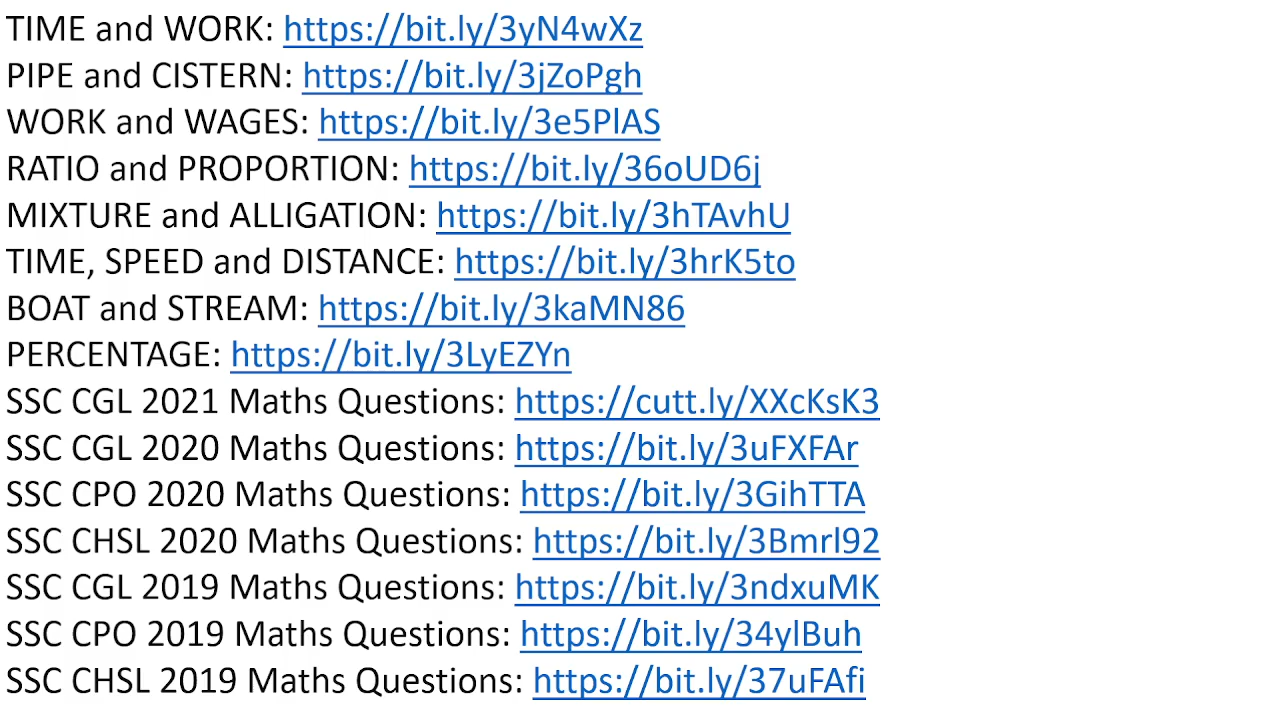 TIME and WORK: https://bit.ly/3yN4wXz
PIPE and CISTERN: https://bit.ly/3jZoPgh
WORK and WAGES: https://bit.ly/3e5PlAS
RATIO and PROPORTION: https://bit.ly/36oUD6j
MIXTURE and ALLIGATION: https://bit.ly/3hTAvhU
TIME, SPEED and DISTANCE: https://bit.ly/3hrK5to
BOAT and STREAM: https://bit.ly/3kaMN86
PERCENTAGE: https://bit.ly/3LyEZYn
SSC CGL 2021 Maths Questions: https://cutt.ly/XXcKsK3
SSC CGL 2020 Maths Questions: https://bit.ly/3uFXFAr
SSC CPO 2020 Maths Questions: https://bit.ly/3GihTTA
SSC CHSL 2020 Maths Questions: https://bit.ly/3Bmrl92
SSC CGL 2019 Maths Questions: https://bit.ly/3ndxuMK
SSC CPO 2019 Maths Questions: https://bit.ly/34ylBuh
SSC CHSL 2019 Maths Questions: https://bit.ly/37uFAfi